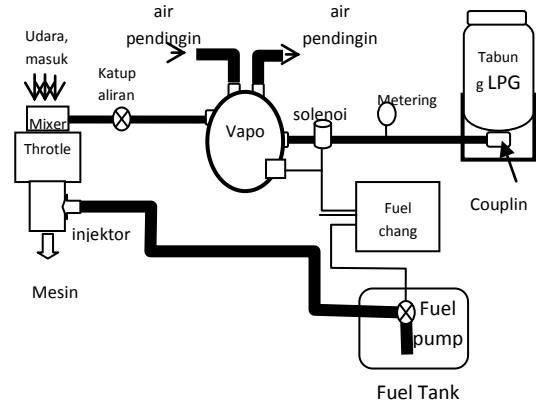 air
pendingin
air
pendingin
Udara,
masuk
Katup
aliran
Tabun
g LPG
Metering
solenoi
Mixer
Vapo
Throtle
Fuel
chang
Couplin
injektor
Mesin
Fuel
pump
Fuel Tank